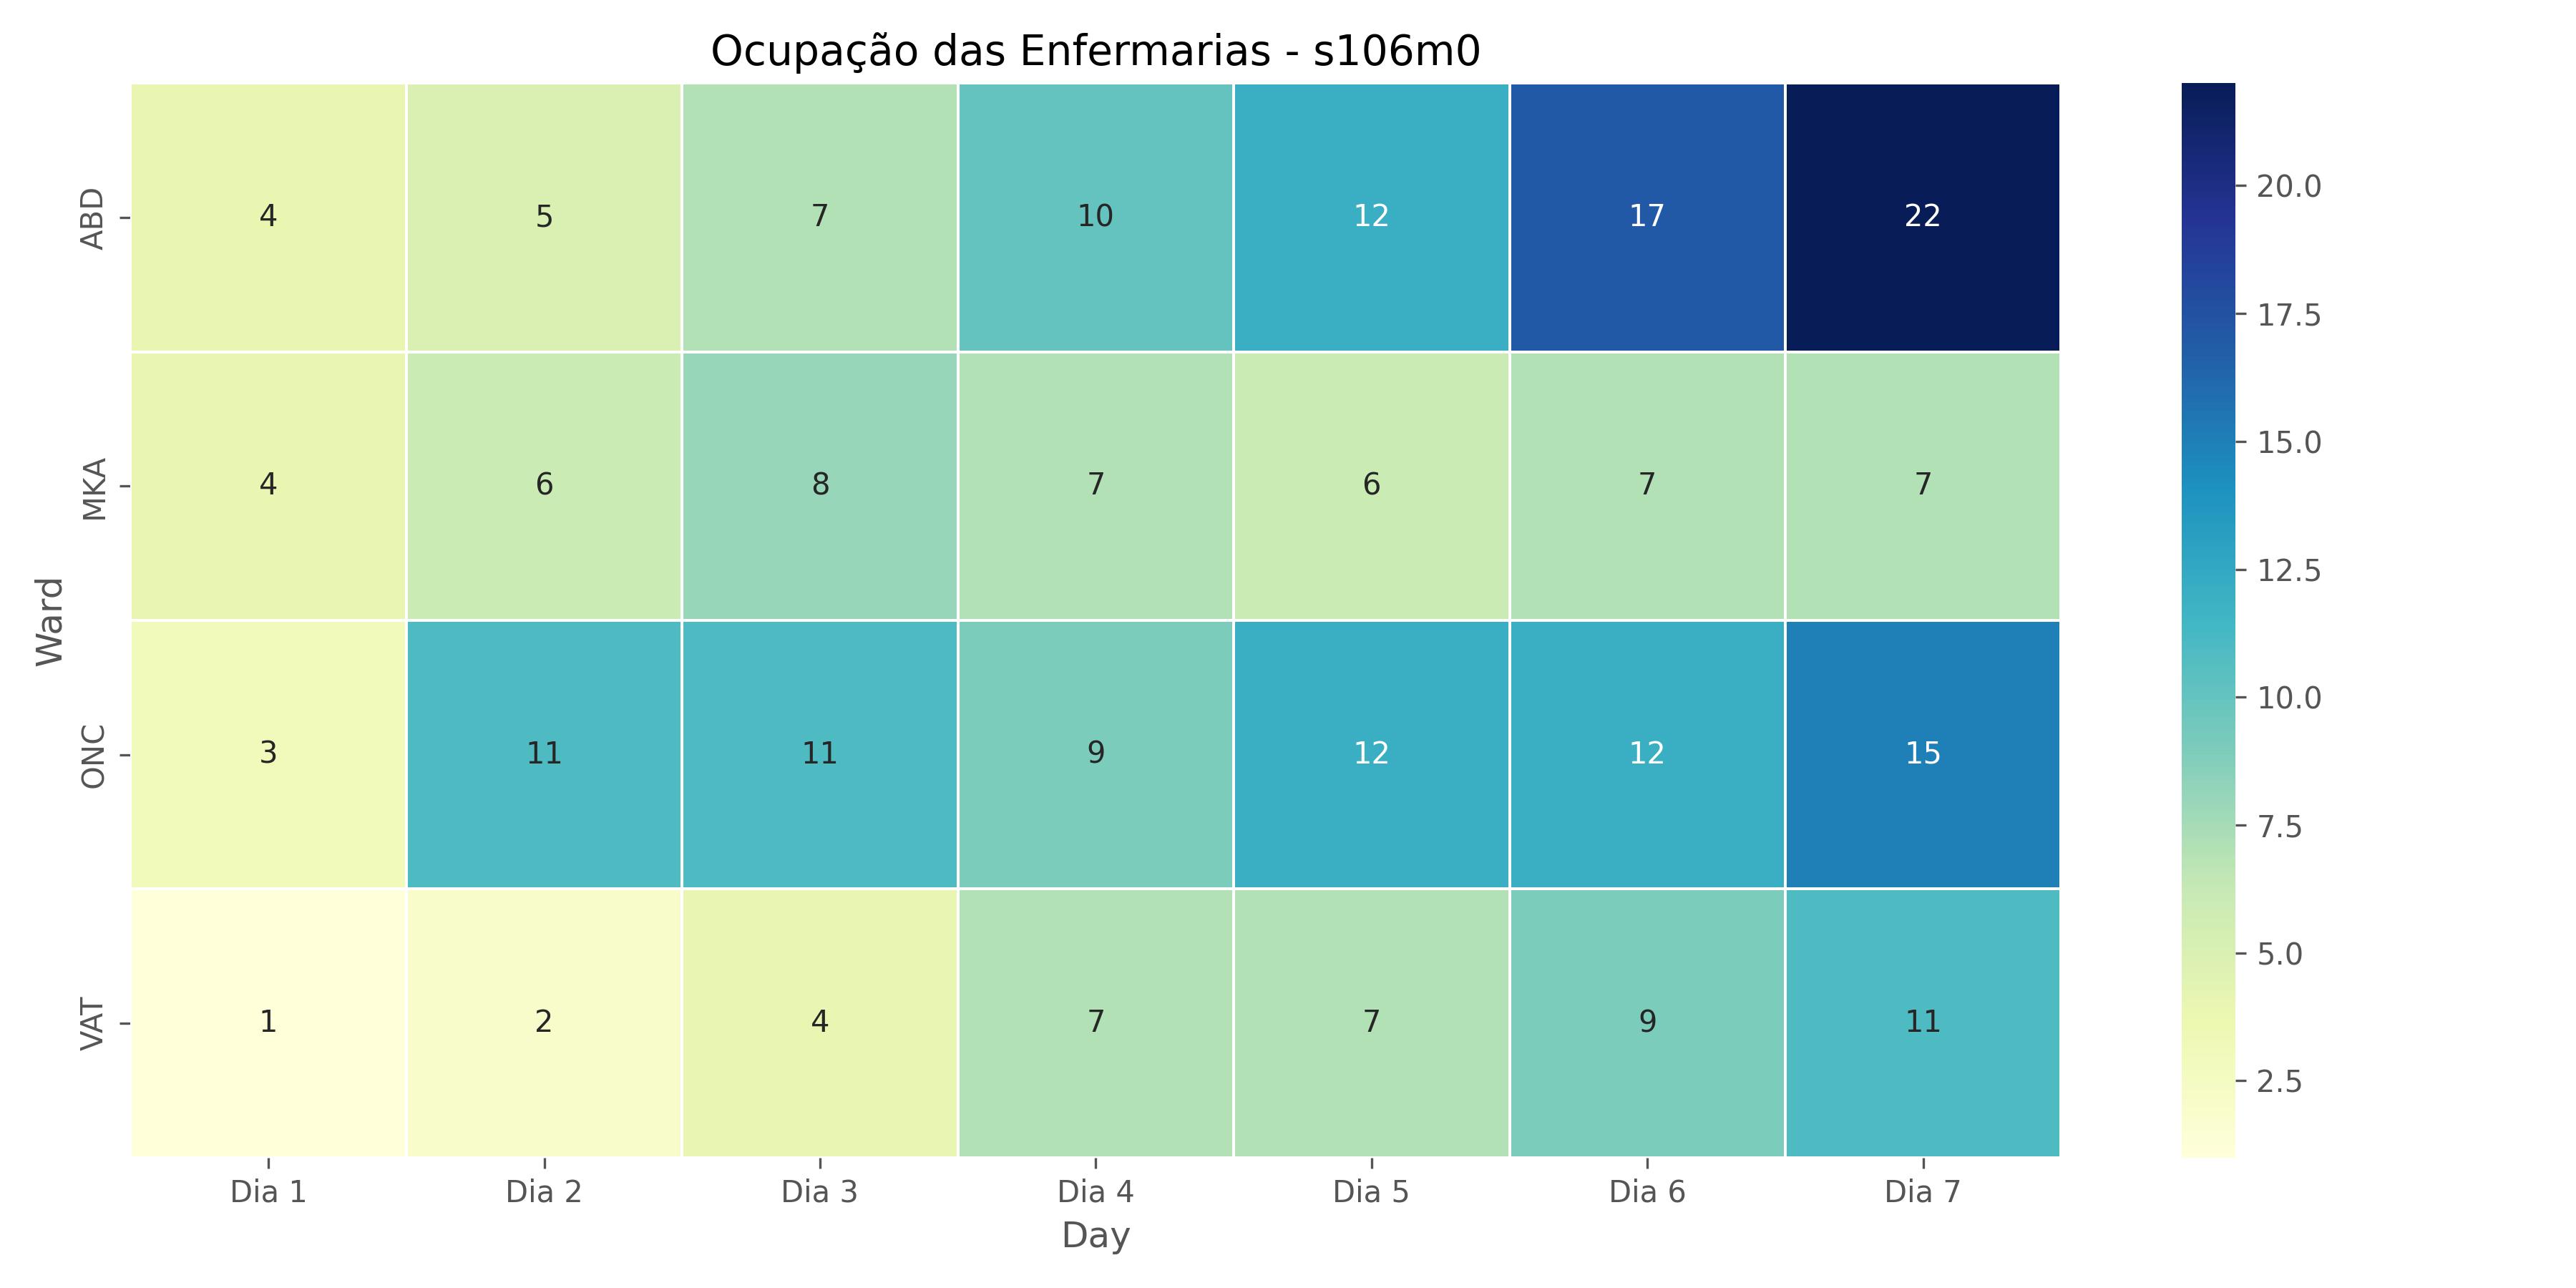 Ocupação das Enfermarias - s106m0
Ward
ABD 4 5 7 10 12 17 22
MKA 4 6 8 7 6 7 7
ONC 3 11 11 9 12 12 15
VAT 1 2 4 7 7 9 11
Dia 1 Dia 2 Dia 3 Dia 4 Dia 5 Dia 6 Dia 7
Day
20.0
17.5
15.0
12.5
10.0
7.5
5.0
2.5